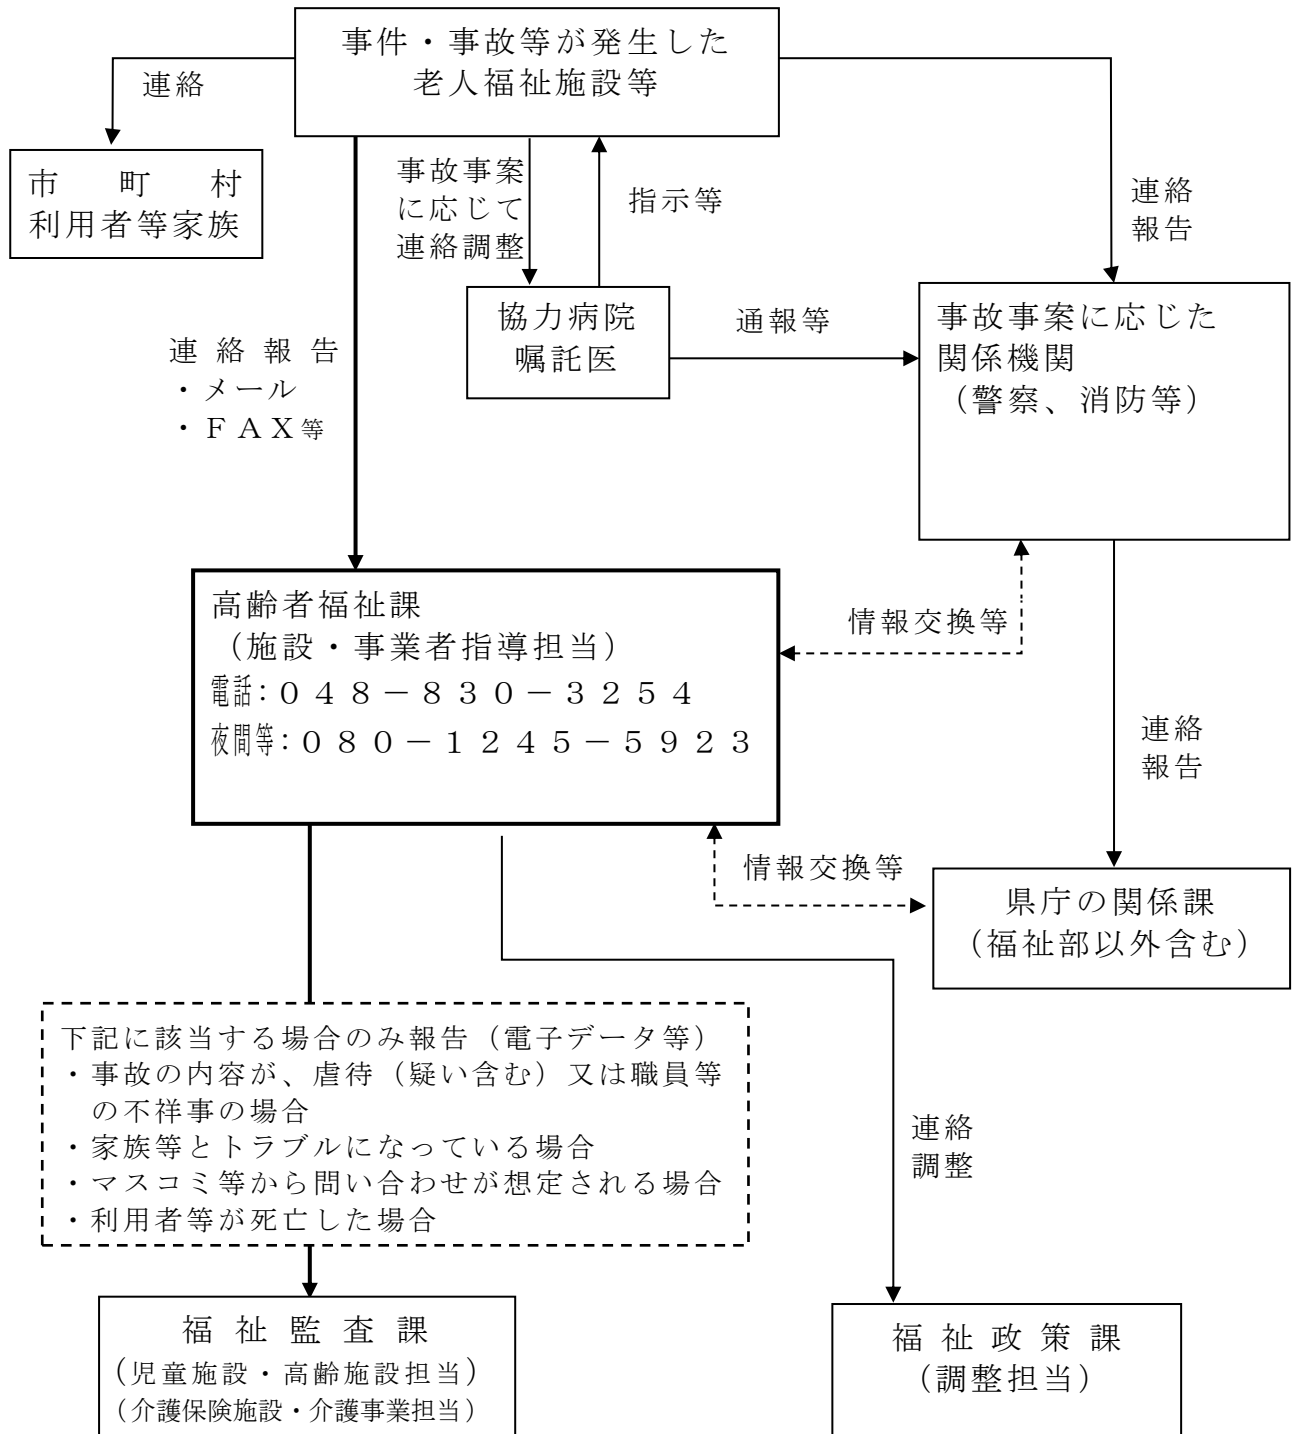 事件・事故等が発生した
老人福祉施設等
連絡
市　町　村
利用者等家族
事故事案
に応じて
連絡調整
指示等
連絡
報告
協力病院
嘱託医
通報等
事故事案に応じた
関係機関
（警察、消防等）
連絡報告
・メール
・ＦＡＸ等
高齢者福祉課
（施設・事業者指導担当）
電話：０４８－８３０－３２５４
夜間等：０８０－１２４５－５９２３
情報交換等
連絡
報告
情報交換等
県庁の関係課
（福祉部以外含む）
下記に該当する場合のみ報告（電子データ等）
・事故の内容が、虐待（疑い含む）又は職員等
の不祥事の場合
・家族等とトラブルになっている場合
・マスコミ等から問い合わせが想定される場合
・利用者等が死亡した場合
連絡
調整
福祉監査課
（児童施設・高齢施設担当）
（介護保険施設・介護事業担当）
福祉政策課
（調整担当）